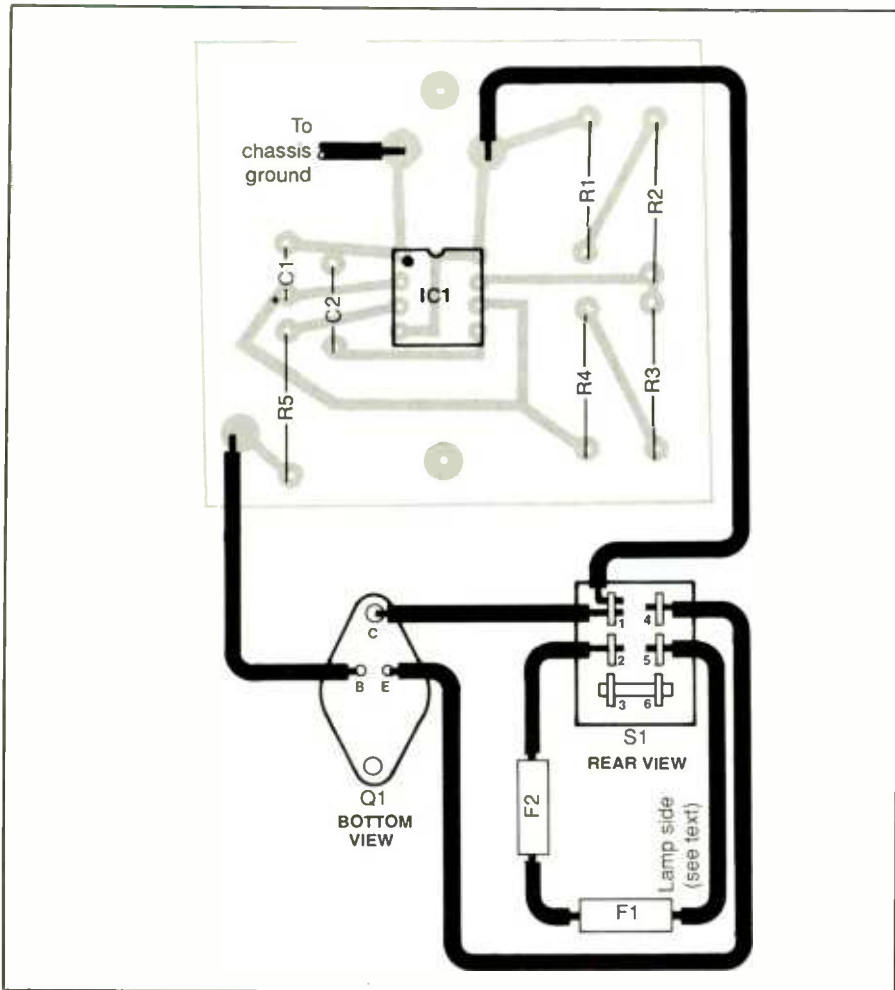 To
chassis
ground
R1
R2
C1
+
C2
IC1
R5
R4
R3
C
B E
Q1
BOTTOM
VIEW
1 4
2 5
3 6
S1
REAR VIEW
F2
Lamp side
(see text)
F1